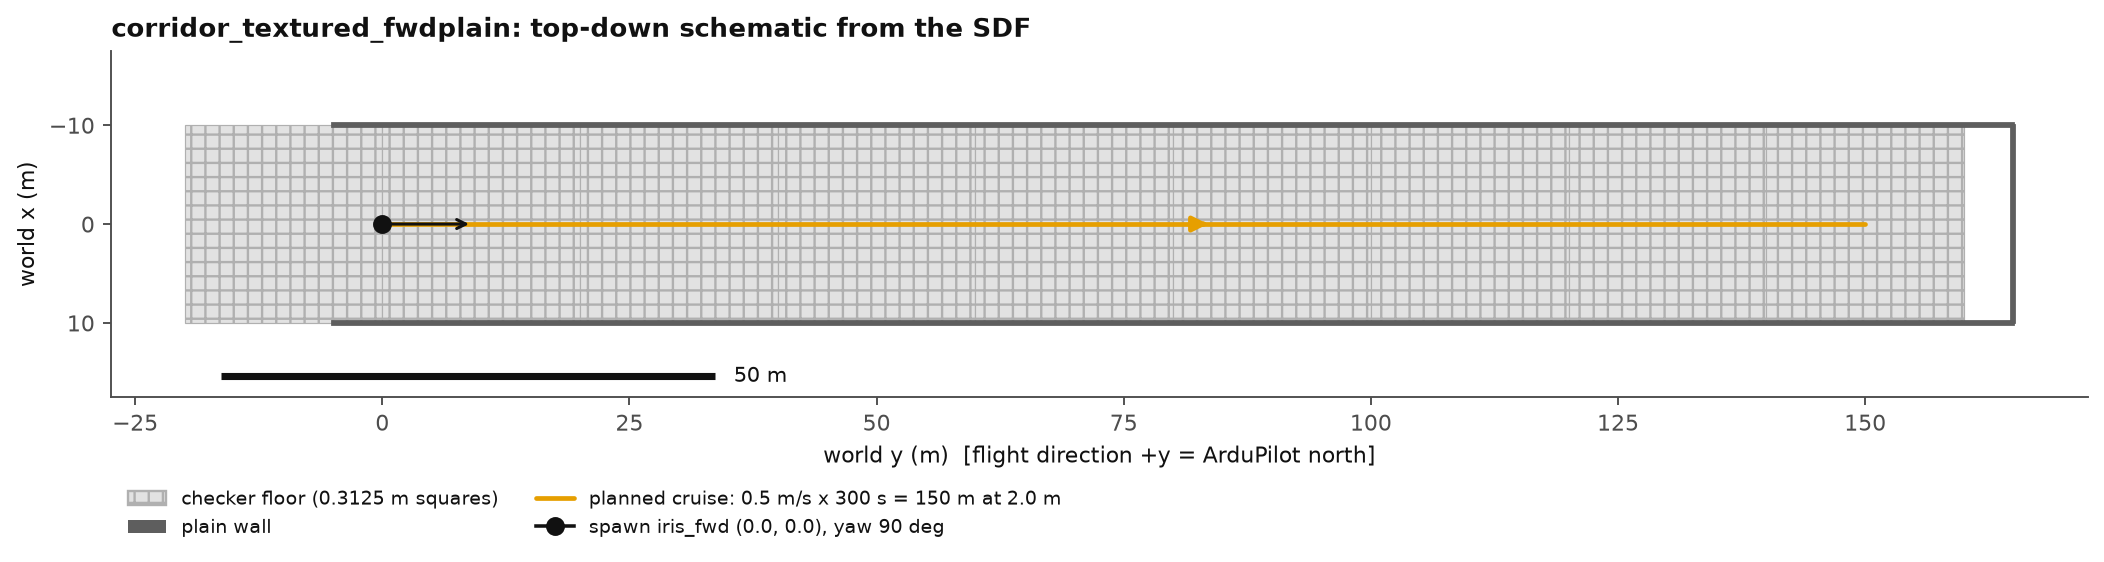 corridor_textured_fwdplain: top-down schematic from the SDF
world x (m)
−10
0
10
50 m
−25 0 25 50 75 100 125 150
world y (m) [flight direction +y = ArduPilot north]
checker floor (0.3125 m squares)
plain wall
planned cruise: 0.5 m/s x 300 s = 150 m at 2.0 m
spawn iris_fwd (0.0, 0.0), yaw 90 deg